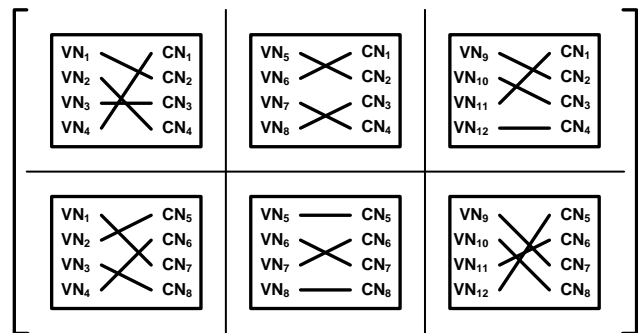 VN₁ CN₁ VN₅ CN₁ VN₉ CN₁
VN₂ CN₂ VN₆ CN₂ VN₁₀ CN₂
VN₃ CN₃ VN₇ CN₃ VN₁₁ CN₃
VN₄ CN₄ VN₈ CN₄ VN₁₂ CN₄
VN₁ CN₅ VN₅ CN₅ VN₉ CN₅
VN₂ CN₆ VN₆ CN₆ VN₁₀ CN₆
VN₃ CN₇ VN₇ CN₇ VN₁₁ CN₇
VN₄ CN₈ VN₈ CN₈ VN₁₂ CN₈